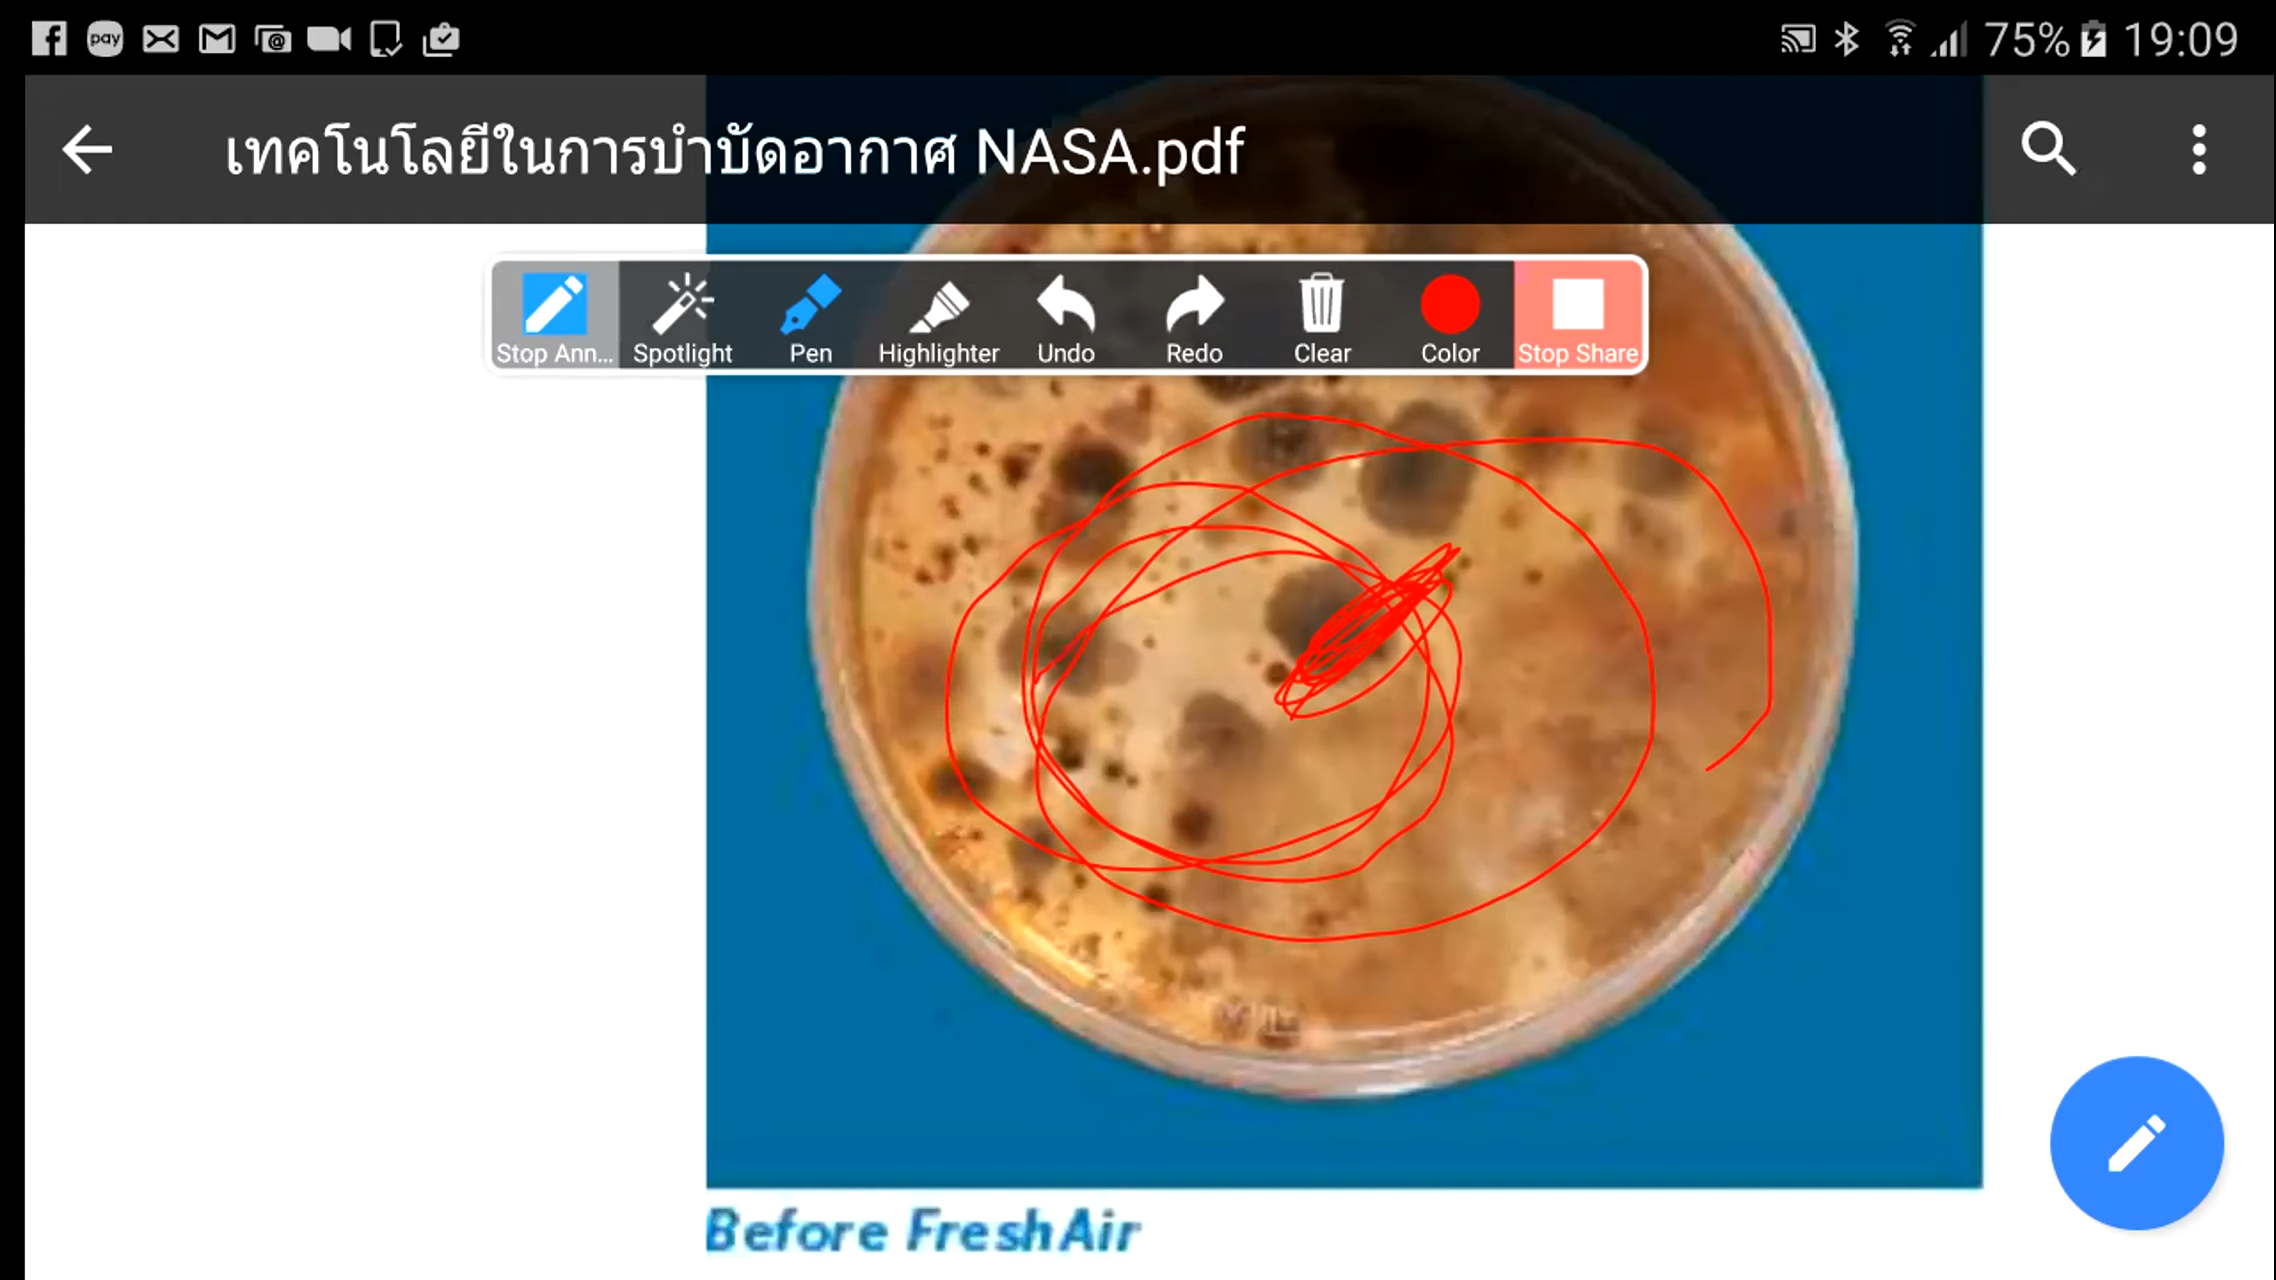 pay
75% 19:09
เทคโนโลยีในการบำบัดอากาศ NASA.pdf
Stop Ann... Spotlight Pen Highlighter Undo Redo Clear Color Stop Share
Before FreshAir